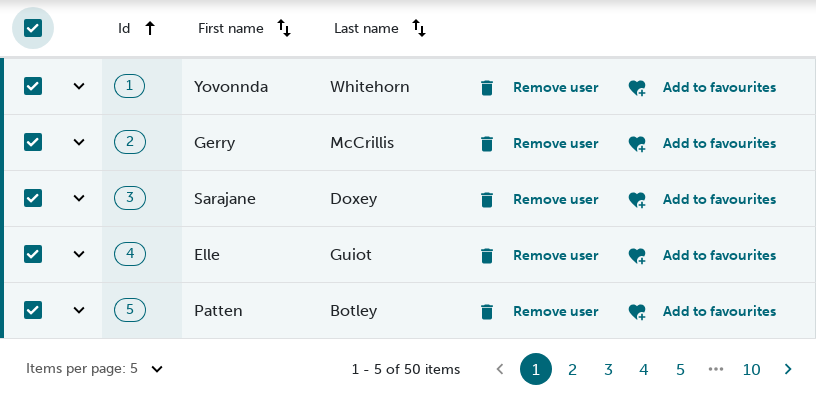 Id First name Last name
1 Yovonnda Whitehorn Remove user Add to favourites
2 Gerry McCrillis Remove user Add to favourites
3 Sarajane Doxey Remove user Add to favourites
4 Elle Guiot Remove user Add to favourites
5 Patten Botley Remove user Add to favourites
Items per page: 5 1 - 5 of 50 items 1 2 3 4 5 ··· 10